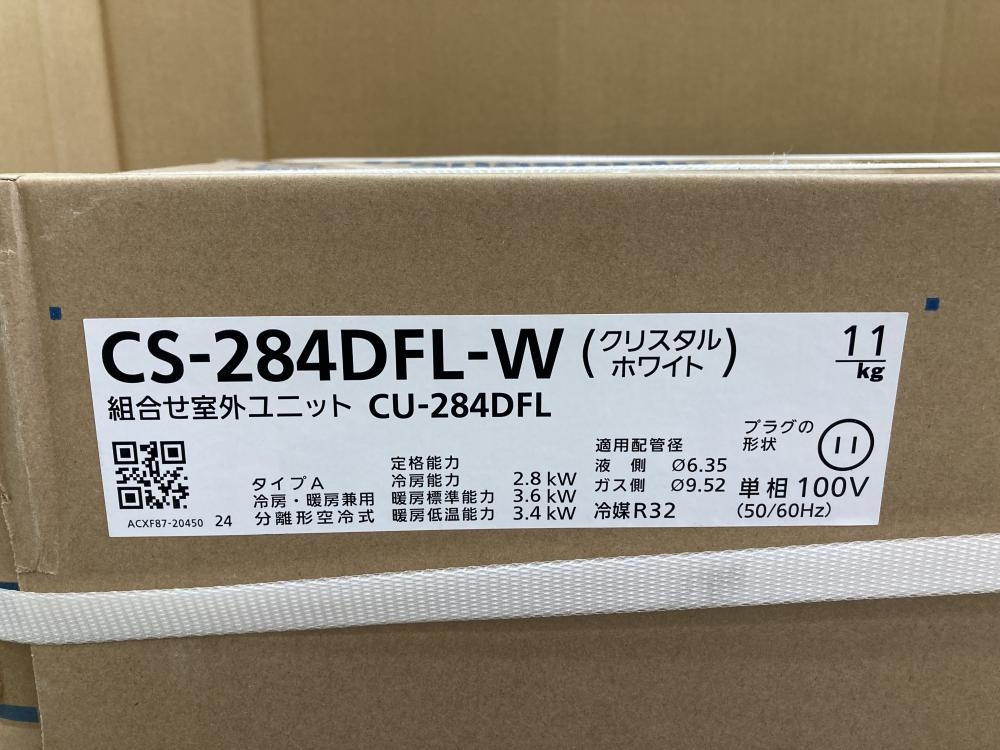 CS-284DFL-W (クリスタル
ホワイト)
11
kg
組合せ室外ユニット CU-284DFL
ACXF87-20450 24
タイプA
冷房・暖房兼用
分離形空冷式
定格能力
冷房能力 2.8 kW
暖房標準能力 3.6 kW
暖房低温能力 3.4 kW
適用配管径
液 側 Ø6.35
ガス側 Ø9.52
冷媒R32
プラグの
形状
単相100V
(50/60Hz)